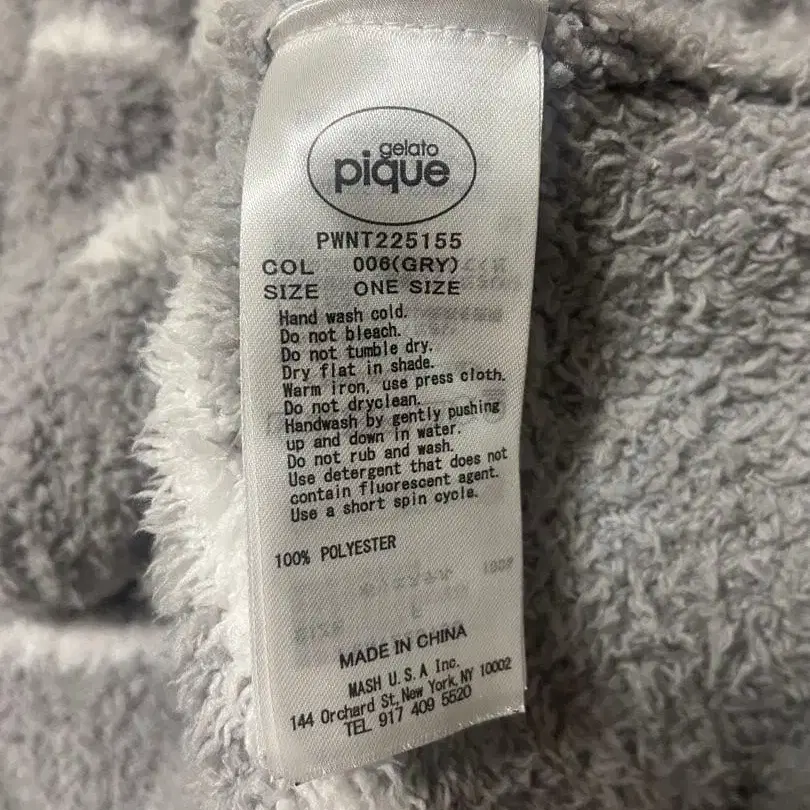 gelato
pique
PWNT225155
COL 006(GRY)
SIZE ONE SIZE
Hand wash cold.
Do not bleach.
Do not tumble dry.
Dry flat in shade.
Warm iron, use press cloth.
Do not dryclean.
Handwash by gently pushing
up and down in water.
Do not rub and wash.
Use detergent that does not
contain fluorescent agent.
Use a short spin cycle.
100% POLYESTER
MADE IN CHINA
MASH U.S.A Inc.
144 Orchard St, New York, NY 10002
TEL 917 409 5520